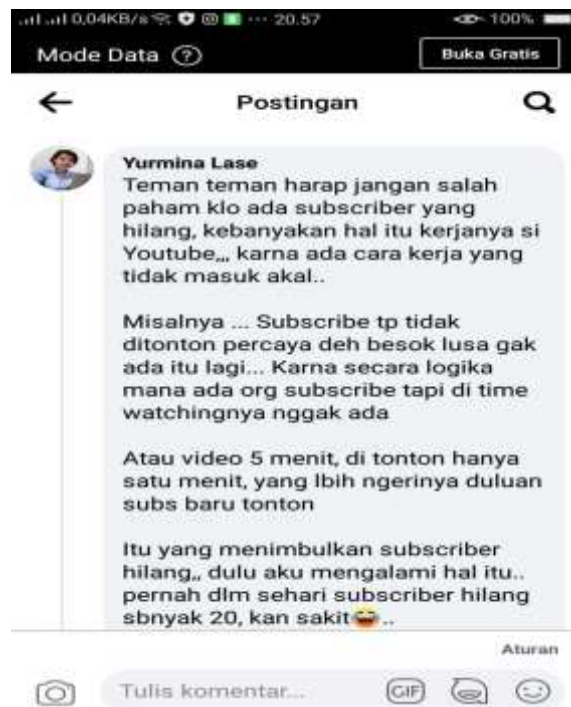 0,04KB/s 20.57 100%
Mode Data Buka Gratis
Postingan
Yurmina Lase
Teman teman harap jangan salah
paham klo ada subscriber yang
hilang, kebanyakan hal itu kerjanya si
Youtube,,, karna ada cara kerja yang
tidak masuk akal..
Misalnya ... Subscribe tp tidak
ditonton percaya deh besok lusa gak
ada itu lagi... Karna secara logika
mana ada org subscribe tapi di time
watchingnya nggak ada
Atau video 5 menit, di tonton hanya
satu menit, yang lbih ngerinya duluan
subs baru tonton
Itu yang menimbulkan subscriber
hilang,, dulu aku mengalami hal itu..
pernah dlm sehari subscriber hilang
sbnyak 20, kan sakit😅..
Aturan
Tulis komentar... GIF